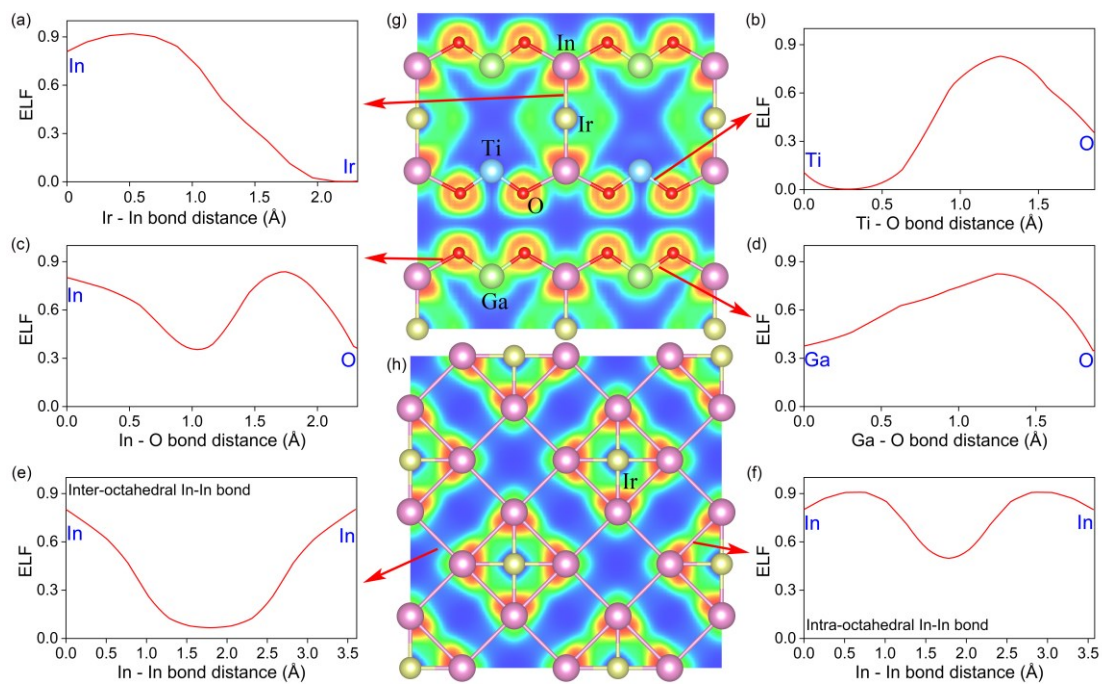 (a)
ELF
0.9
0.6
0.3
0.0
In
Ir
0.0 0.5 1.0 1.5 2.0
Ir - In bond distance (Å)
(g)
In
Ir
Ti
O
Ga
(b)
ELF
0.9
0.6
0.3
0.0
Ti
O
0.0 0.5 1.0 1.5
Ti - O bond distance (Å)
(c)
ELF
0.9
0.6
0.3
0.0
In
O
0.0 0.5 1.0 1.5 2.0
In - O bond distance (Å)
(d)
ELF
0.9
0.6
0.3
0.0
Ga
O
0.0 0.5 1.0 1.5
Ga - O bond distance (Å)
(h)
Ir
(e)
Inter-octahedral In-In bond
ELF
0.9
0.6
0.3
0.0
In
In
0.0 0.5 1.0 1.5 2.0 2.5 3.0 3.5
In - In bond distance (Å)
(f)
ELF
0.9
0.6
0.3
0.0
In
In
Intra-octahedral In-In bond
0.0 0.5 1.0 1.5 2.0 2.5 3.0 3.5
In - In bond distance (Å)